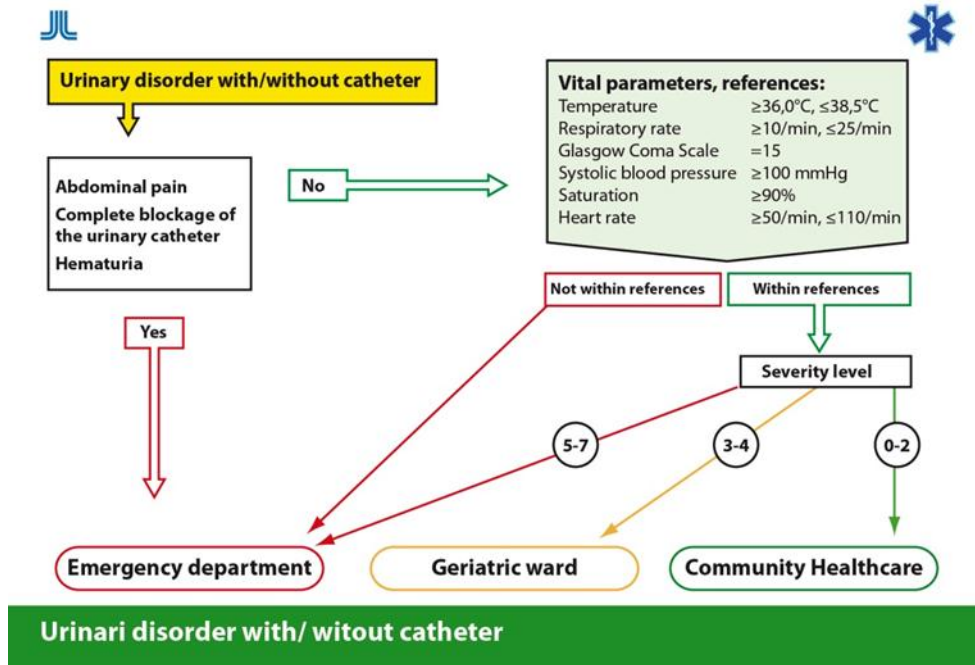 Urinary disorder with/without catheter
Abdominal pain
Complete blockage of
the urinary catheter
Hematuria
No
Vital parameters, references:
Temperature ≥36,0°C, ≤38,5°C
Respiratory rate ≥10/min, ≤25/min
Glasgow Coma Scale =15
Systolic blood pressure ≥100 mmHg
Saturation ≥90%
Heart rate ≥50/min, ≤110/min
Not within references
Within references
Yes
Severity level
5-7
3-4
0-2
Emergency department
Geriatric ward
Community Healthcare
Urinari disorder with/ witout catheter